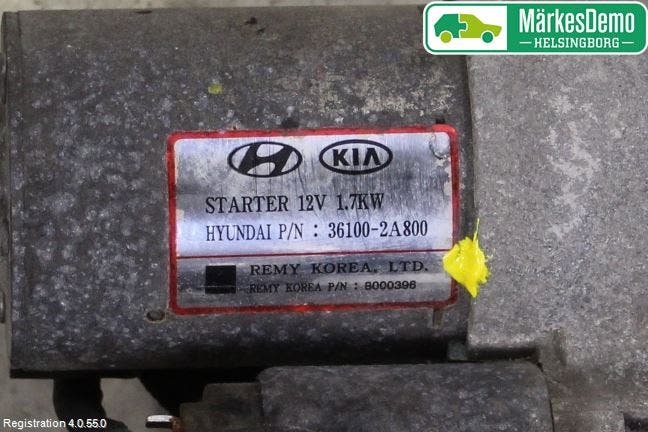 MärkesDemo
HELSINGBORG
KIA
STARTER 12V 1.7KW
HYUNDAI P/N : 36100-2A800
REMY KOREA, LTD.
REMY KOREA P/N : 8000396
Registration 4.0.55.0